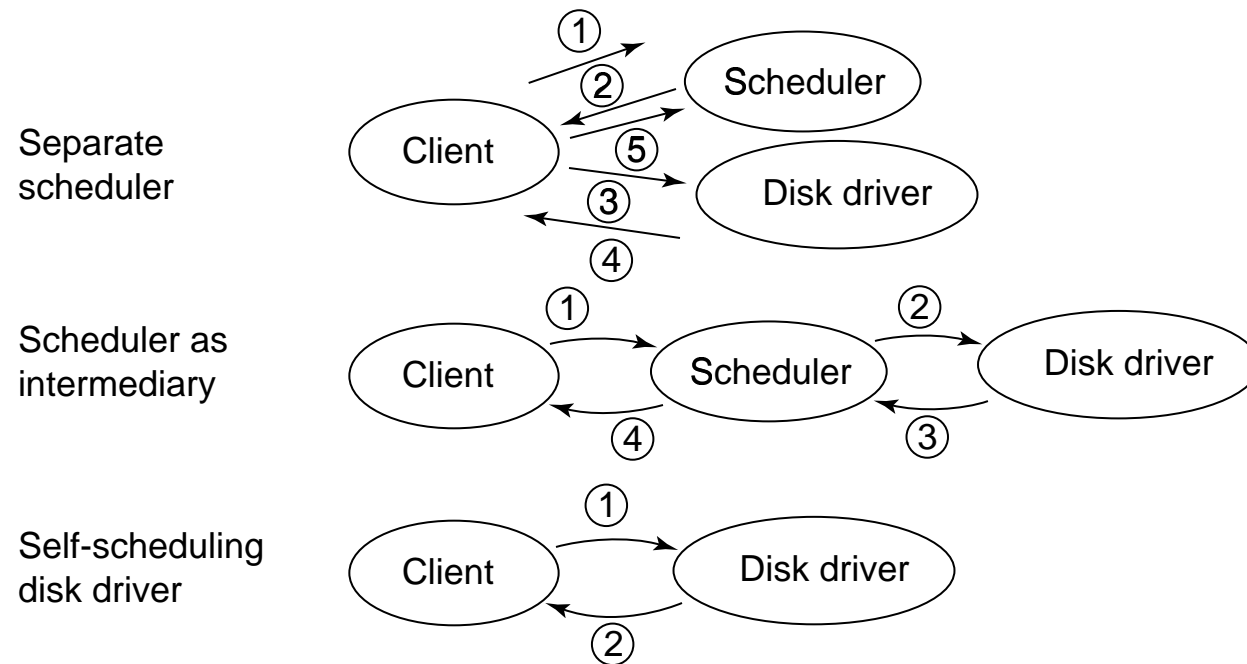 Separate
scheduler
Client
Scheduler
Disk driver
1
2
5
3
4
Scheduler as
intermediary
Client
Scheduler
Disk driver
1
2
4
3
Self-scheduling
disk driver
Client
Disk driver
1
2